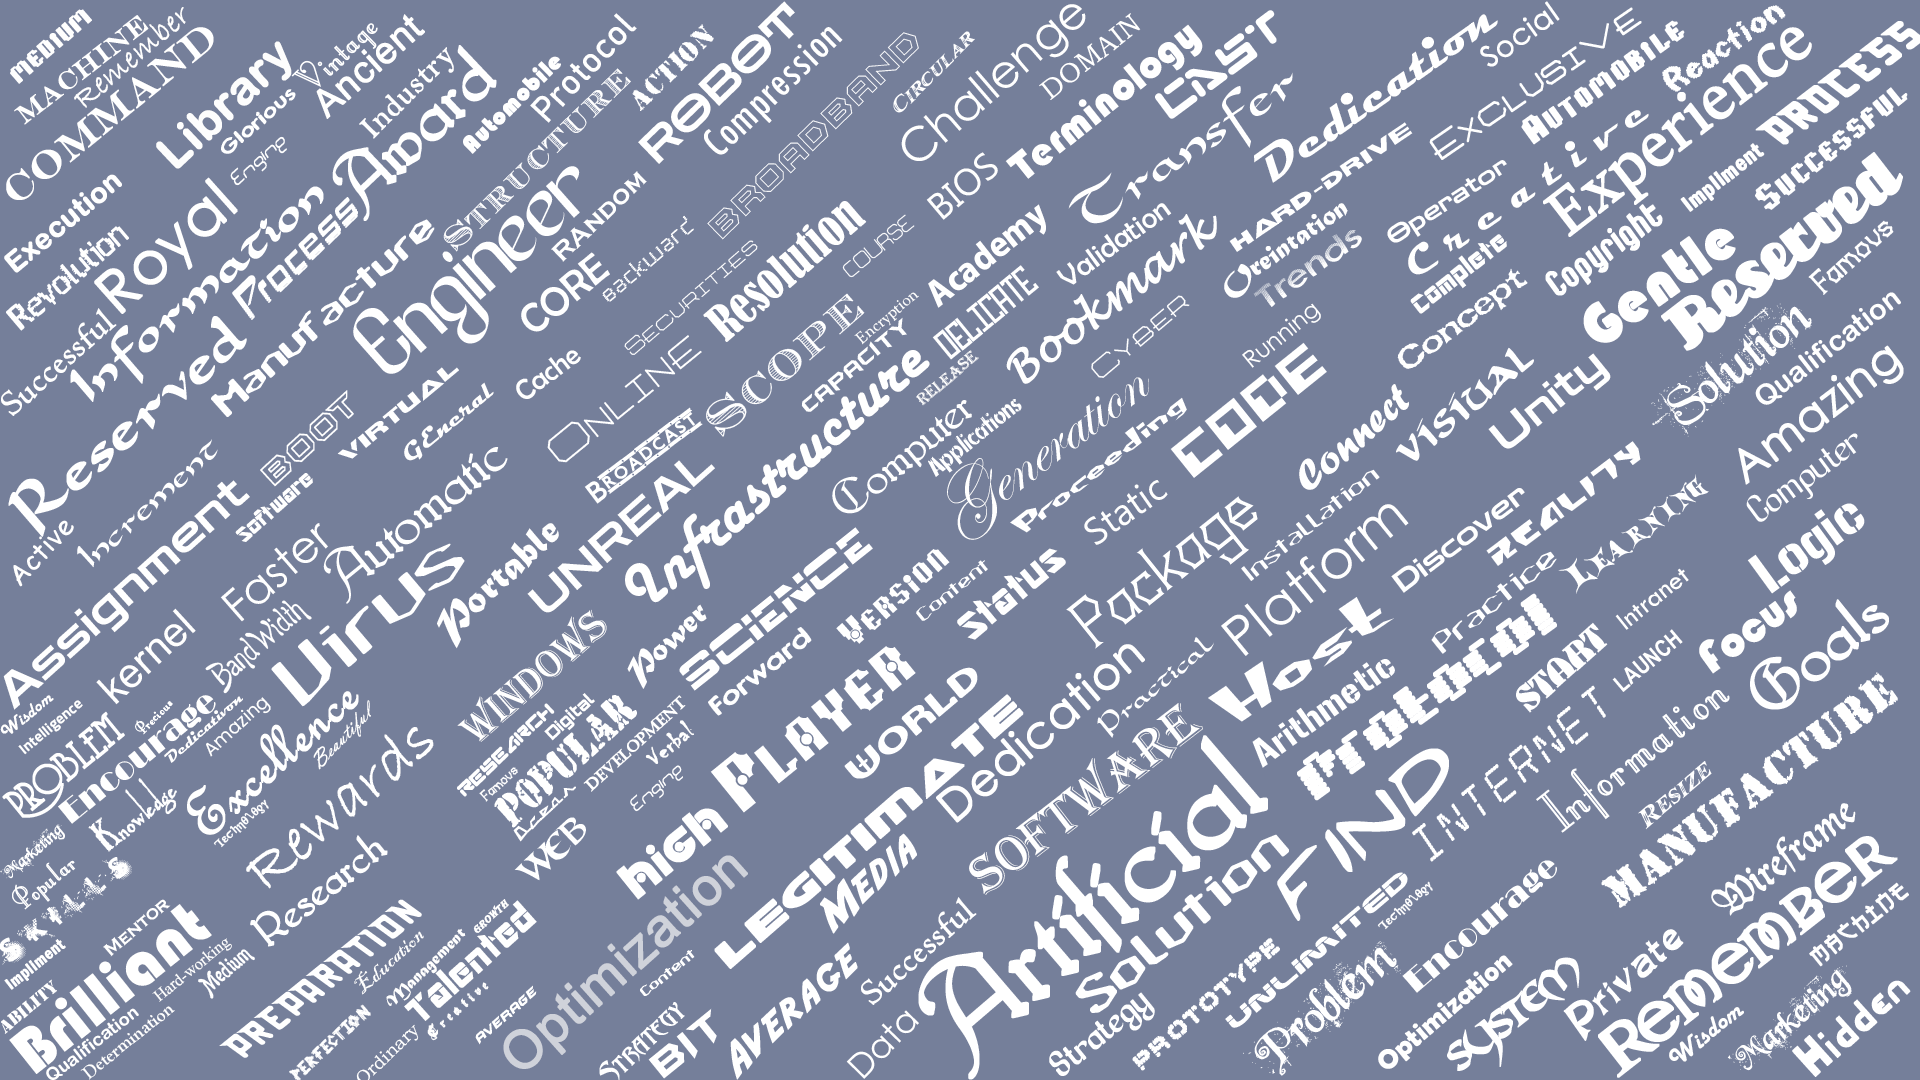 MEDIUM
MACHINE
Remember
COMMAND
Library
Glorious
Engine
Vintage
Ancient
Industry
Award
Automobile
Protocol
STRUCTURE
ACTION
ROBOT
Compression
BROADBAND
CIRCULAR
Challenge
DOMAIN
Terminology
LAST
Transfer
Dedication
Social
EXCLUSIVE
AUTOMOBILE
Reaction
Experience
PROCESS
SUCCESSFUL
Execution
Revolution
Royal
Information
Process
Manufacture
Engineer
RANDOM
CORE
Backward
SECURITIES
Resolution
COURSE
BIOS
Academy
Validation
Bookmark
HARD-DRIVE
Oreintation
Trends
Operator
Creative
Complete
Copyright
Impliment
Reserved
Gentle
Famous
Successful
Reserved
BOOT
VIRTUAL
GEneral
Cache
ONLINE
BROADCAST
SCOPE
Encryption
CAPACITY
DELICATE
RELEASE
CYBER
Running
Concept
Solution
Qualification
Active
Increment
Assignment
Software
Automatic
UNREAL
Infrastructure
Computer
Applications
Generation
Proceeding
CODE
Connect
VISUAL
Unity
Amazing
Computer
kernel
Faster
BandWidth
Virus
Portable
WINDOWS
Power
SCIENCE
Forward
VERSION
Content
Status
Static
Package
Installation
Platform
Discover
REALITY
LEARNING
Logic
Wisdom
Intelligence
PROBLEM
Precious
Encourage
Dedication
Amazing
Excellence
Beautiful
Technology
Rewards
RESEARCH
Digital
Famous
POPULAR
DEVELOPMENT
Verbal
Engine
WEB
high
PLAYER
WORLD
LEGITIMATE
MEDIA
Dedication
Practical
Host
Arithmetic
Practice
Protocol
START
Intranet
LAUNCH
Focus
Goals
Marketing
Knowledge
Popular
SKILLS
Impliment
MENTOR
Research
Optimization
SOFTWARE
Artificial
Solution
FIND
INTERNET
Information
RESIZE
MANUFACTURE
Wireframe
ABILITY
Brilliant
Qualification
Hard-working
Medium
Determination
PREPARATION
Education
Management
GROWTH
Talented
Creative
PERFECTION
Ordinary
AVERAGE
Content
STRATEGY
BIT
AVERAGE
Successful
Data
Strategy
PROTOTYPE
UNLIMITED
Technology
Problem
Encourage
Optimization
SYSTEM
Private
REMEMBER
MACHINE
Wisdom
Marketing
Hidden